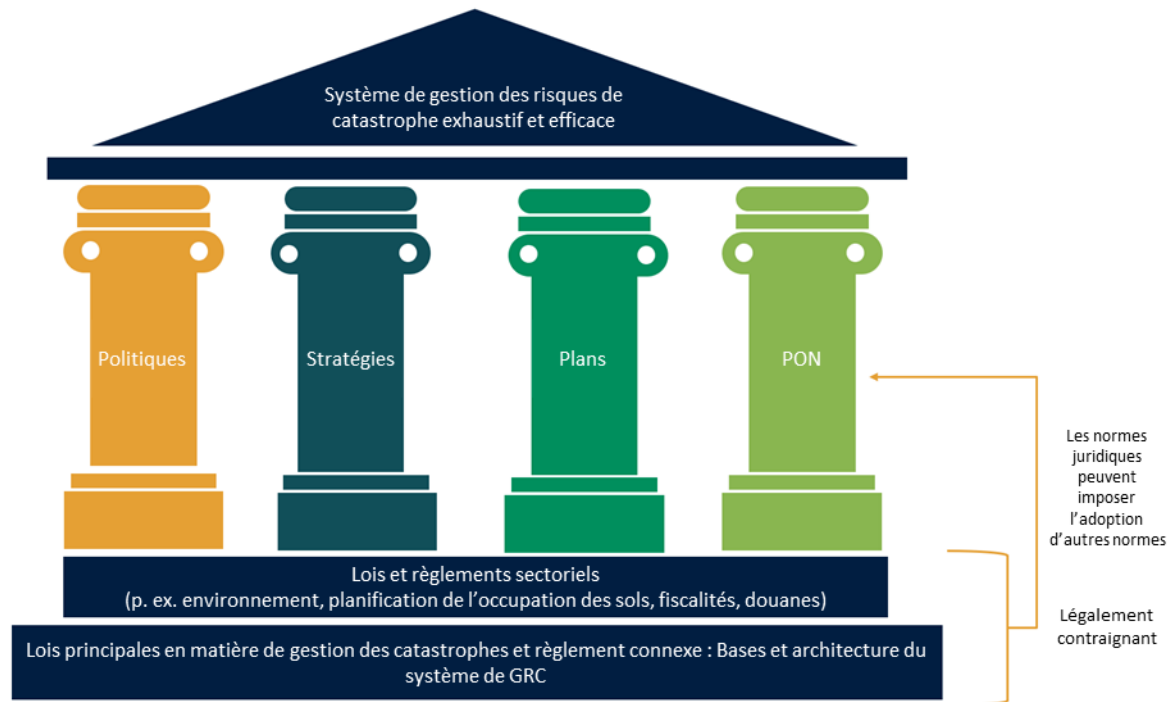 Système de gestion des risques de
catastrophe exhaustif et efficace
Politiques
Stratégies
Plans
PON
Les normes
juridiques
peuvent
imposer
l’adoption
d’autres normes
Lois et règlements sectoriels
(p. ex. environnement, planification de l’occupation des sols, fiscalités, douanes)
Légalement
contraignant
Lois principales en matière de gestion des catastrophes et règlement connexe : Bases et architecture du
système de GRC